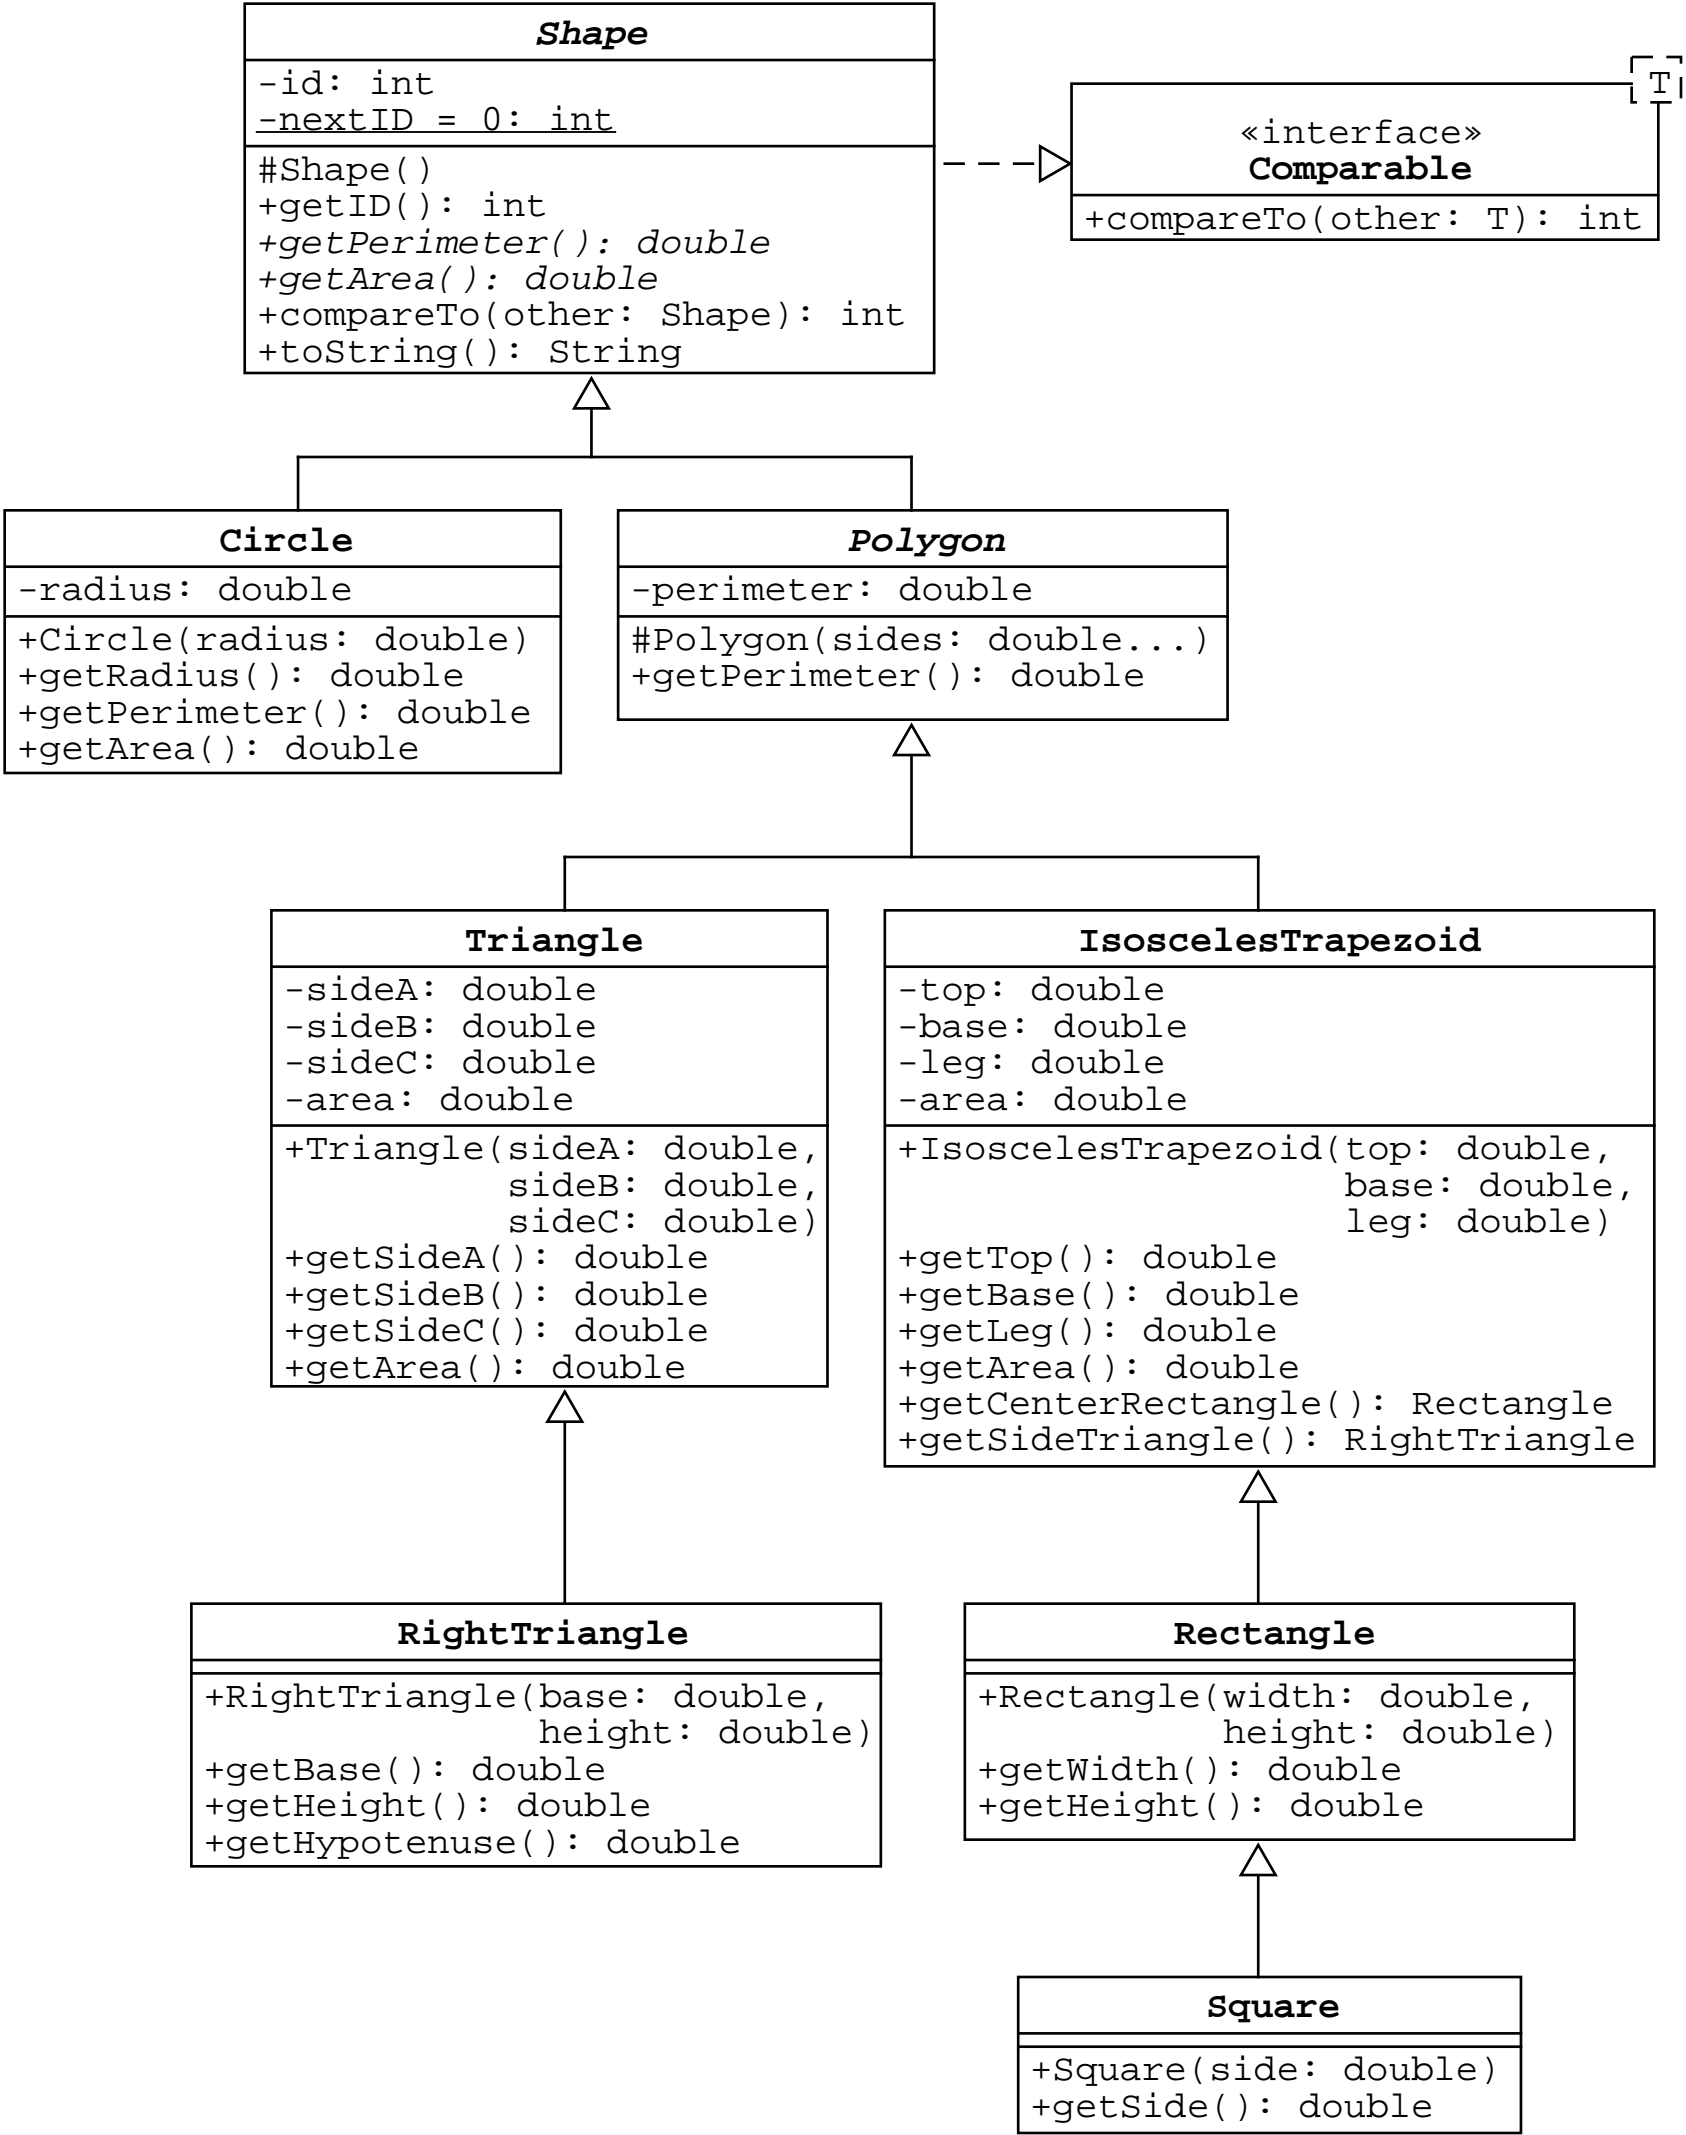 Shape
-id: int
-nextID = 0: int
#Shape()
+getID(): int
+getPerimeter(): double
+getArea(): double
+compareTo(other: Shape): int
+toString(): String
T
«interface»
Comparable
+compareTo(other: T): int
Circle
-radius: double
+Circle(radius: double)
+getRadius(): double
+getPerimeter(): double
+getArea(): double
Polygon
-perimeter: double
#Polygon(sides: double...)
+getPerimeter(): double
Triangle
-sideA: double
-sideB: double
-sideC: double
-area: double
+Triangle(sideA: double,
sideB: double,
sideC: double)
+getSideA(): double
+getSideB(): double
+getSideC(): double
+getArea(): double
IsoscelesTrapezoid
-top: double
-base: double
-leg: double
-area: double
+IsoscelesTrapezoid(top: double,
base: double,
leg: double)
+getTop(): double
+getBase(): double
+getLeg(): double
+getArea(): double
+getCenterRectangle(): Rectangle
+getSideTriangle(): RightTriangle
RightTriangle
+RightTriangle(base: double,
height: double)
+getBase(): double
+getHeight(): double
+getHypotenuse(): double
Rectangle
+Rectangle(width: double,
height: double)
+getWidth(): double
+getHeight(): double
Square
+Square(side: double)
+getSide(): double